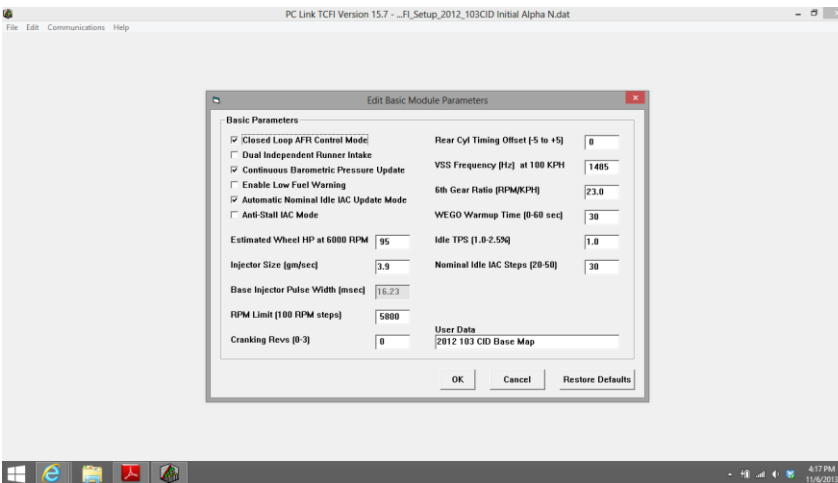 PC Link TCFI Version 15.7 - ...FI_Setup_2012_103CID Initial Alpha N.dat
File Edit Communications Help
Edit Basic Module Parameters
Basic Parameters
Closed Loop AFR Control Mode
Dual Independent Runner Intake
Continuous Barometric Pressure Update
Enable Low Fuel Warning
Automatic Nominal Idle IAC Update Mode
Anti-Stall IAC Mode
Estimated Wheel HP at 6000 RPM 95
Injector Size (gm/sec) 3.9
Base Injector Pulse Width (msec) 16.23
RPM Limit (100 RPM steps) 5800
Cranking Revs (0-3) 0
Rear Cyl Timing Offset (-5 to +5) 0
VSS Frequency (Hz) at 100 KPH 1485
6th Gear Ratio (RPM/KPH) 23.0
WEGO Warmup Time (0-60 sec) 30
Idle TPS (1.0-2.5%) 1.0
Nominal Idle IAC Steps (20-50) 30
User Data
2012 103 CID Base Map
OK Cancel Restore Defaults
4:17 PM
11/6/2013